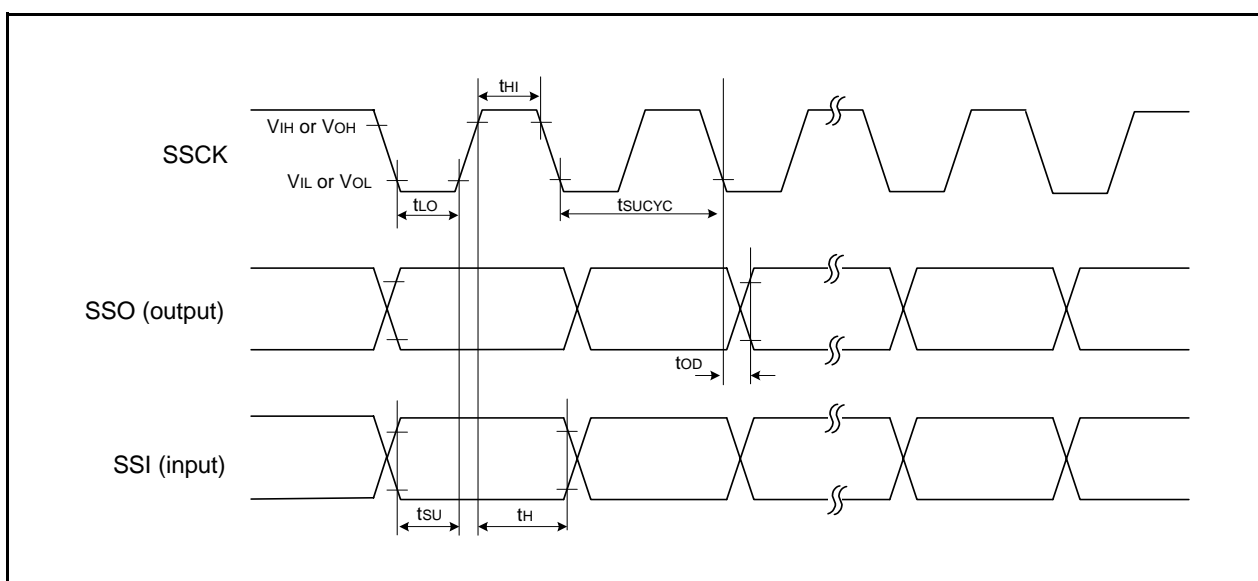 tHI
VIH or VOH
SSCK
VIL or VOL
tLO
tSUCYC
SSO (output)
tOD
SSI (input)
tSU
tH